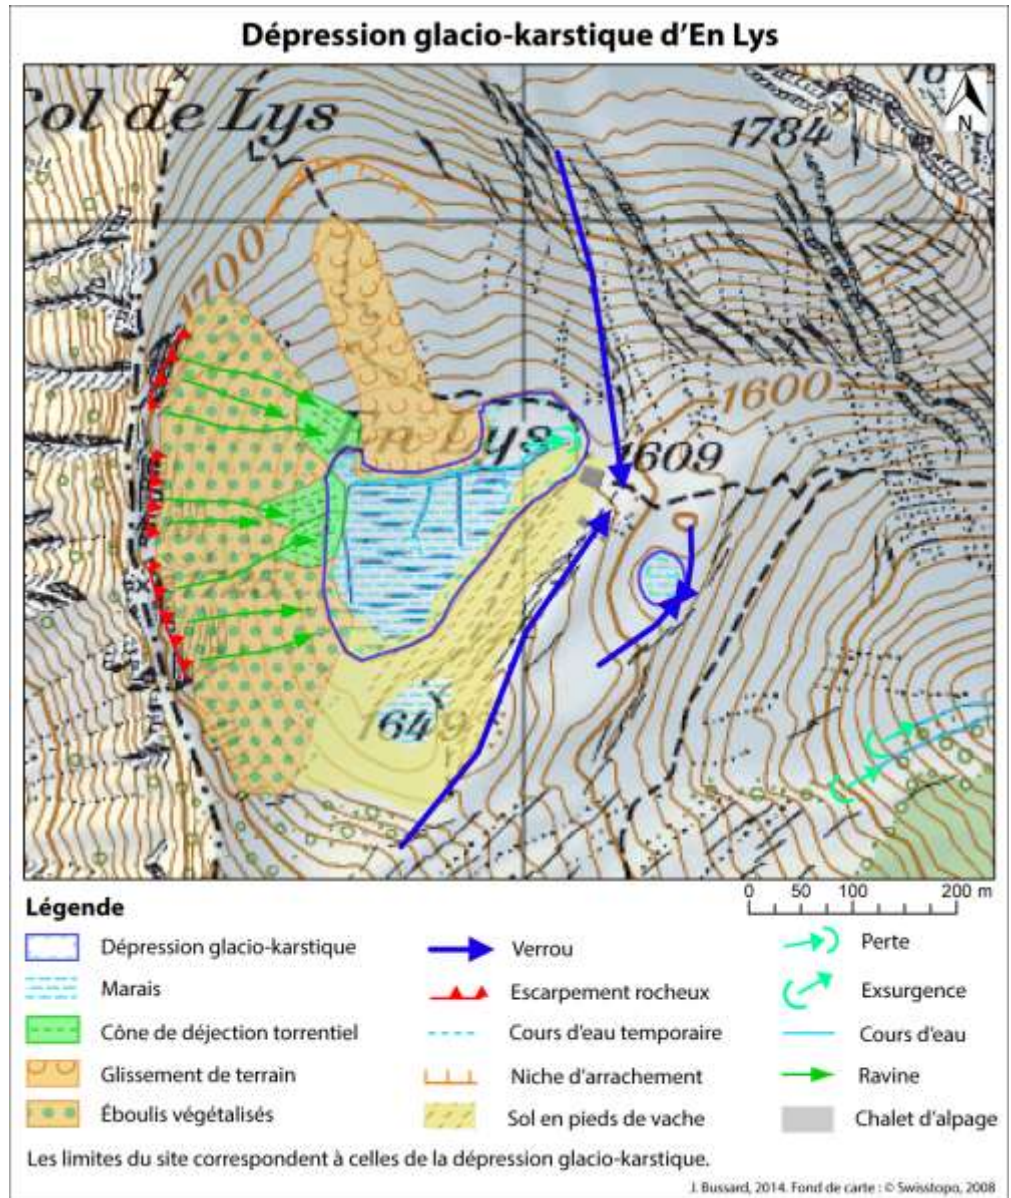 Dépression glacio-karstique d'En Lys
Col de Lys
16
1784
N
1700
1600
n Lys
1609
1649
0 50 100 200 m
Légende
Dépression glacio-karstique
Marais
Cône de déjection torrentiel
Glissement de terrain
Éboulis végétalisés
Verrou
Escarpement rocheux
Cours d'eau temporaire
Niche d'arrachement
Sol en pieds de vache
Perte
Exsurgence
Cours d'eau
Ravine
Chalet d'alpage
Les limites du site correspondent à celles de la dépression glacio-karstique.
J. Bussard, 2014. Fond de carte : © Swisstopo, 2008